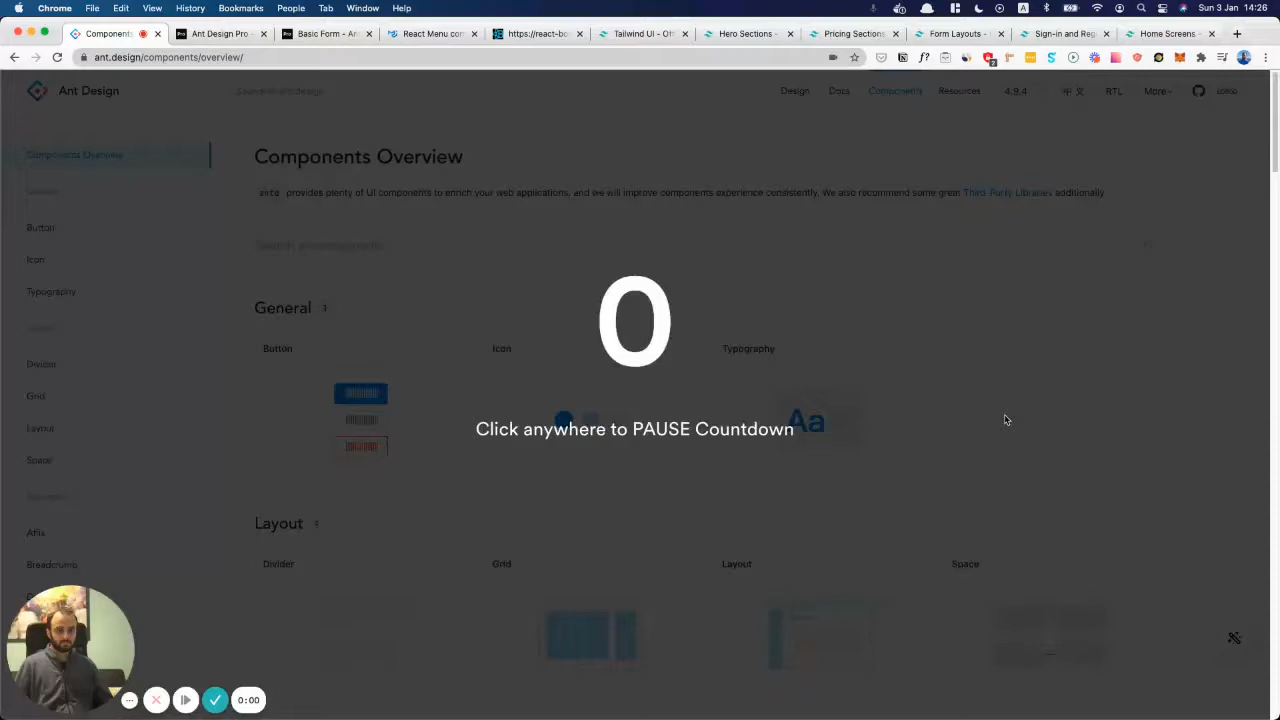 Chrome File Edit View History Bookmarks People Tab Window Help
Sun 3 Jan 14:26
Components
Ant Design Pro -
Basic Form - An
React Menu com
https://react-bo
Tailwind UI - Of
Hero Sections -
Pricing Sections
Form Layouts -
Sign-in and Reg
Home Screens -
ant.design/components/overview/
Ant Design
Design Docs Components Resources 4.9.4 RTL More
Components Overview
Components Overview
provides plenty of UI components to enrich your web applications, and we will improve components experience consistently. We also recommend some great Third-Party Libraries additionally
Button
Icon
Typography
General
0
Button Icon Typography
Aa
Click anywhere to PAUSE Countdown
Divider
Grid
Layout
Space
Layout
Affix
Breadcrumb
Divider Grid Layout Space
0:00